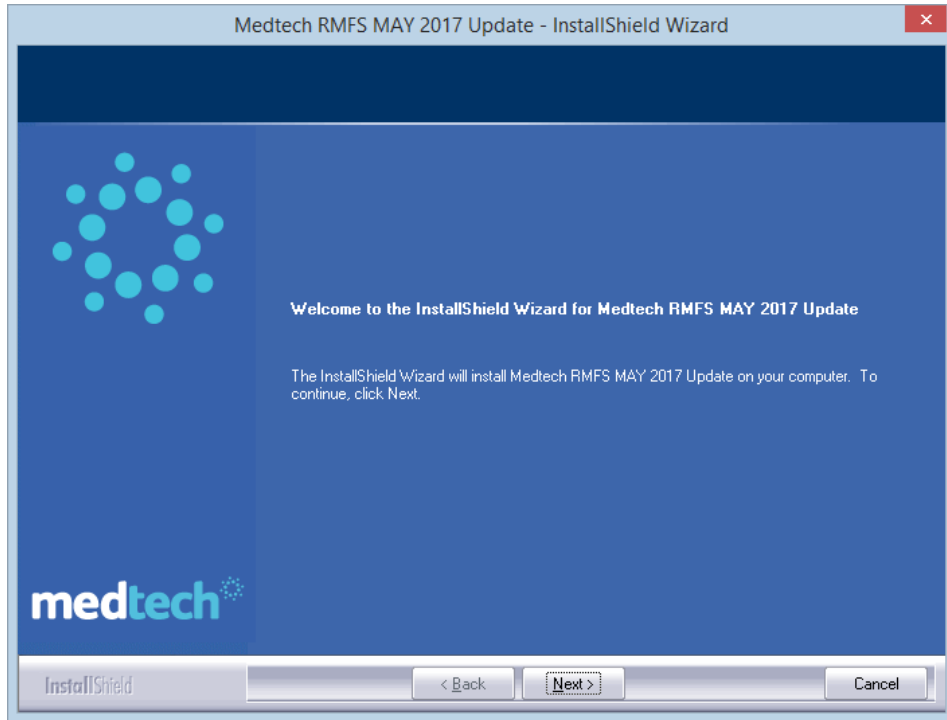 Medtech RMFS MAY 2017 Update - InstallShield Wizard
Welcome to the InstallShield Wizard for Medtech RMFS MAY 2017 Update
The InstallShield Wizard will install Medtech RMFS MAY 2017 Update on your computer. To
continue, click Next.
medtech
InstallShield
< Back
Next >
Cancel